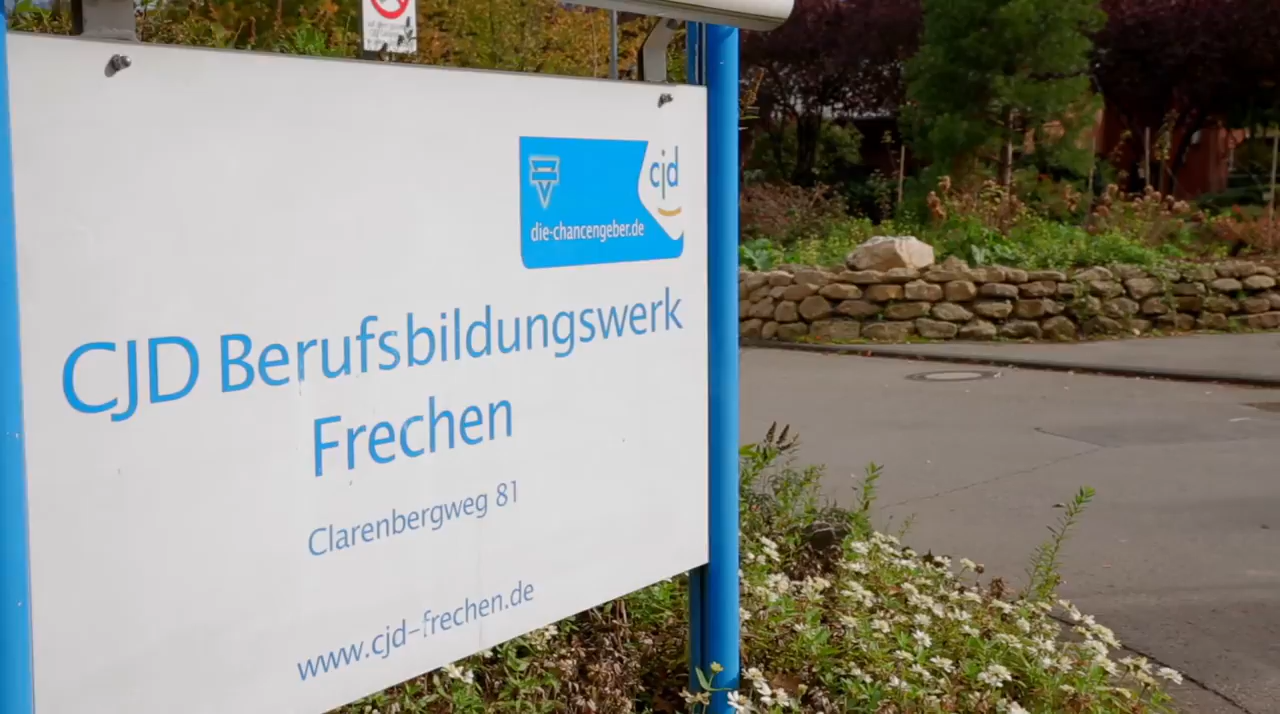 cjd
die-chancengeber.de
CJD Berufsbildungswerk
Frechen
Clarenbergweg 81
www.cjd-frechen.de